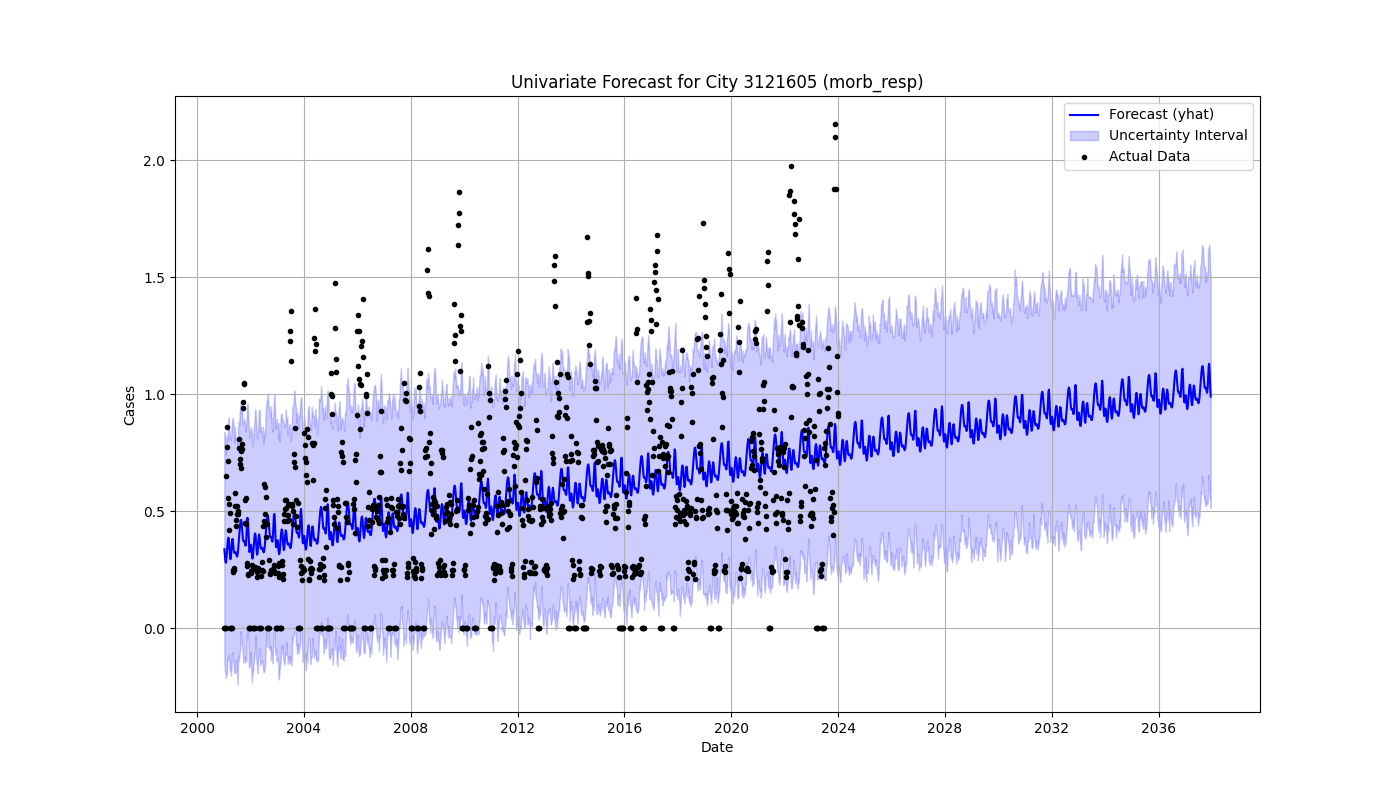 Univariate Forecast for City 3121605 (morb_resp)
Forecast (yhat)
Uncertainty Interval
Actual Data
Cases
2.0
1.5
1.0
0.5
0.0
2000 2004 2008 2012 2016 2020 2024 2028 2032 2036
Date